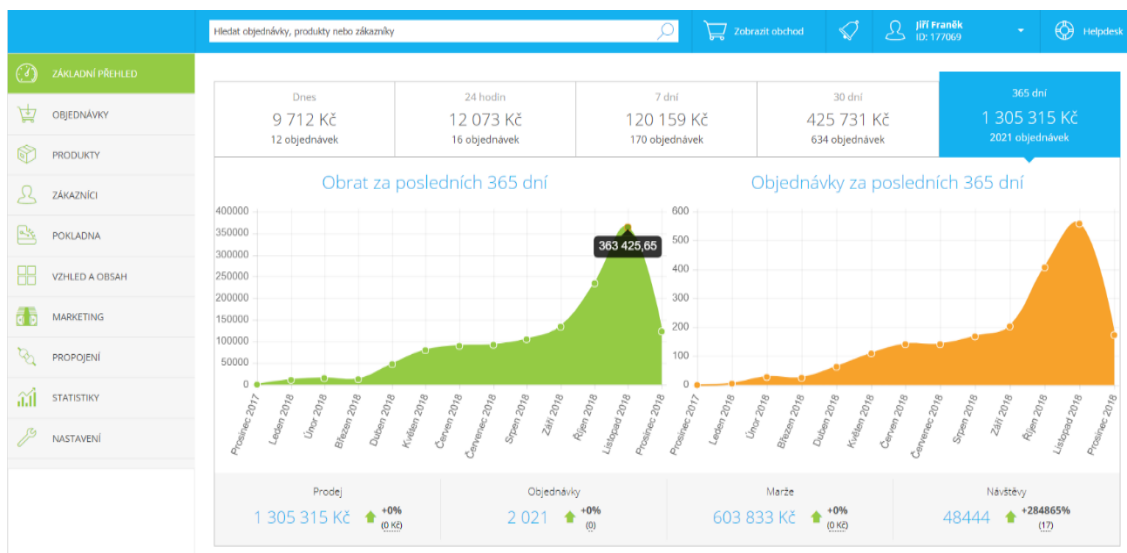 Hledat objednávky, produkty nebo zákazníky
Zobrazit obchod
Jiří Franěk
ID: 177069
Helpdesk
ZÁKLADNÍ PŘEHLED
OBJEDNÁVKY
PRODUKTY
ZÁKAZNÍCI
POKLADNA
VZHLED A OBSAH
MARKETING
PROPOJENÍ
STATISTIKY
NASTAVENÍ
Dnes
9 712 Kč
12 objednávek
24 hodin
12 073 Kč
16 objednávek
7 dní
120 159 Kč
170 objednávek
30 dní
425 731 Kč
634 objednávek
365 dní
1 305 315 Kč
2021 objednávek
Obrat za posledních 365 dní
400000
350000
300000
250000
200000
150000
100000
50000
0
363 425,65
Prosinec 2017
Leden 2018
Únor 2018
Březen 2018
Duben 2018
Květen 2018
Červen 2018
Červenec 2018
Srpen 2018
Září 2018
Říjen 2018
Listopad 2018
Prosinec 2018
Objednávky za posledních 365 dní
600
500
400
300
200
100
0
Prosinec 2017
Leden 2018
Únor 2018
Březen 2018
Duben 2018
Květen 2018
Červen 2018
Červenec 2018
Srpen 2018
Září 2018
Říjen 2018
Listopad 2018
Prosinec 2018
Prodej
1 305 315 Kč
+0%
(0 Kč)
Objednávky
2 021
+0%
(0)
Marže
603 833 Kč
+0%
(0 Kč)
Návštěvy
48444
+284865%
(17)